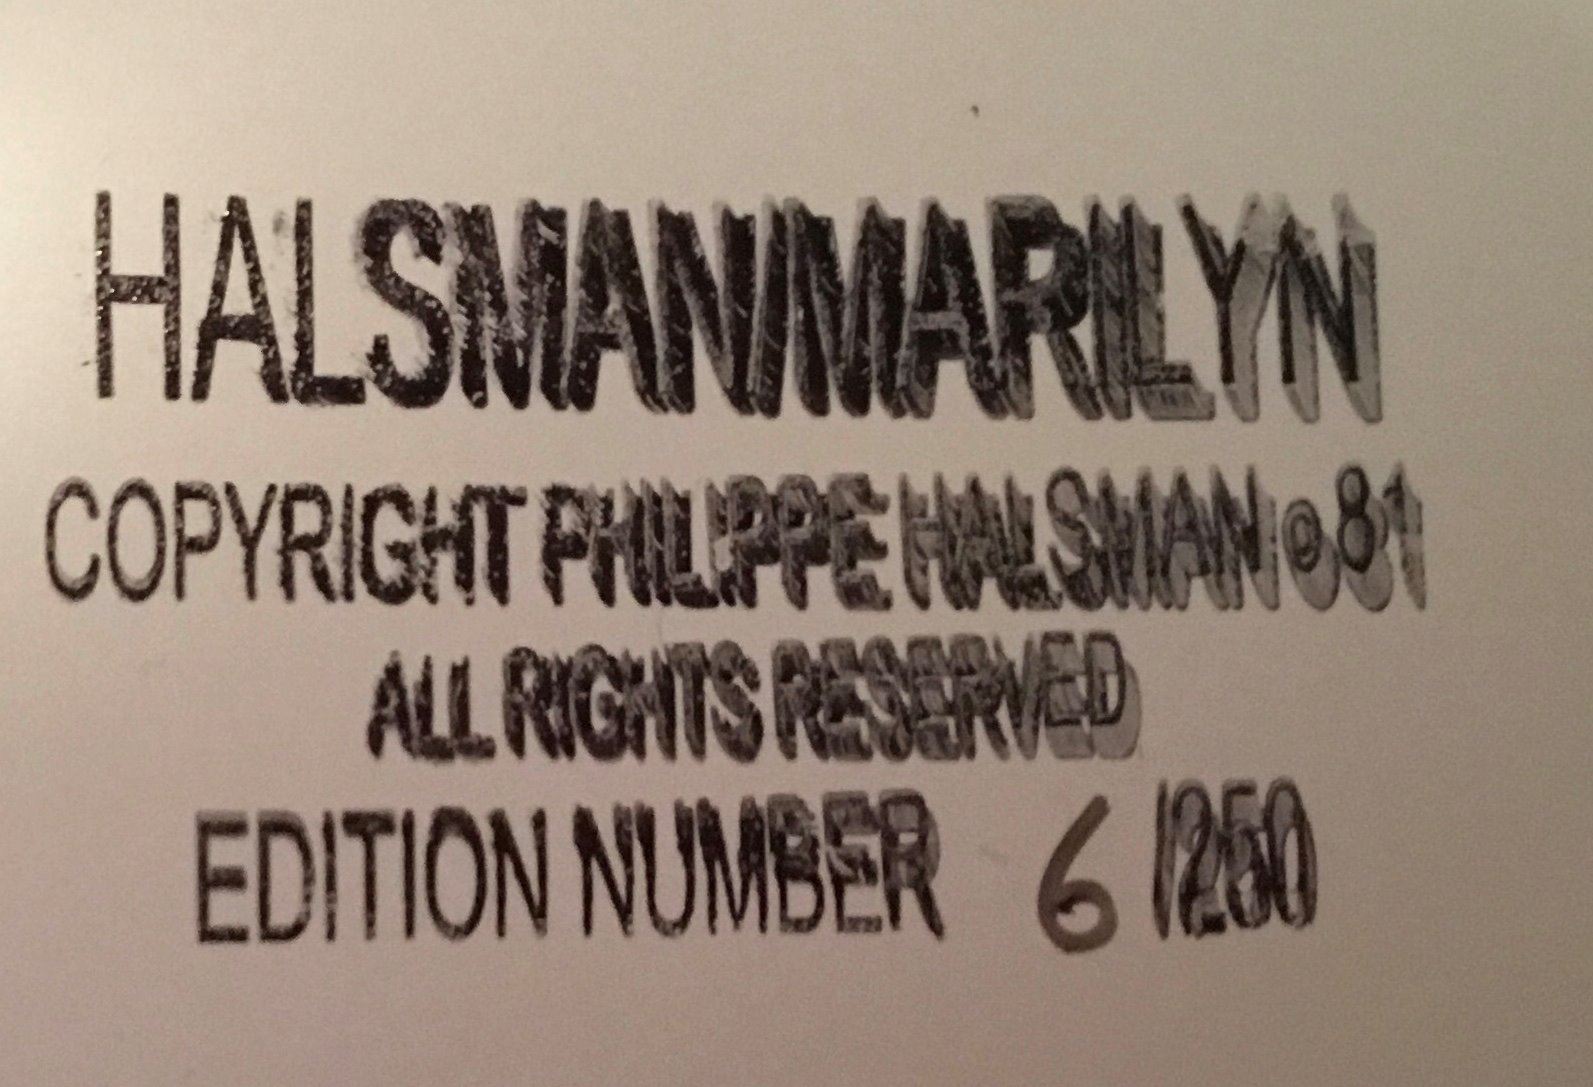 HALSMANMARILYN
COPYRIGHT PHILIPPE HALSMAN © 81
ALL RIGHTS RESERVED
EDITION NUMBER 6 /250